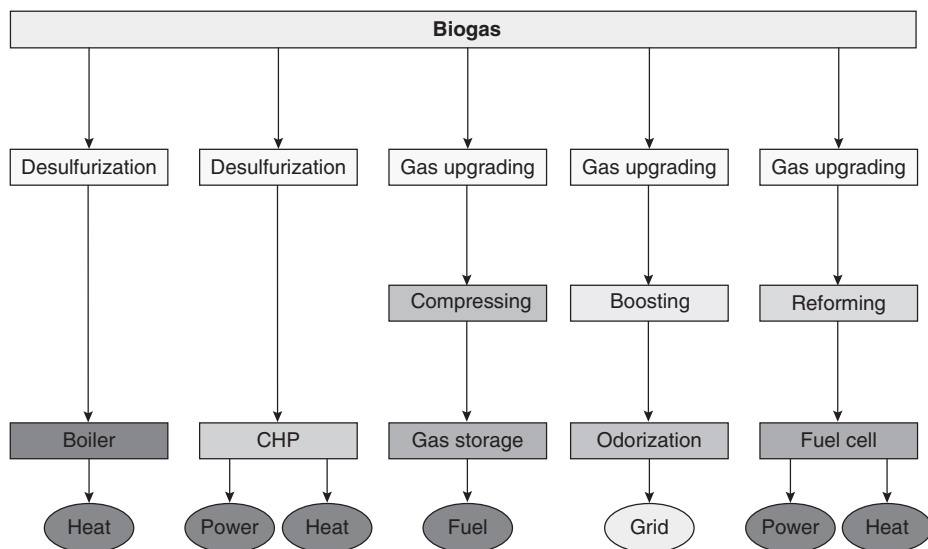 Biogas
Desulfurization
Desulfurization
Gas upgrading
Gas upgrading
Gas upgrading
Compressing
Boosting
Reforming
Boiler
CHP
Gas storage
Odorization
Fuel cell
Heat
Power
Heat
Fuel
Grid
Power
Heat